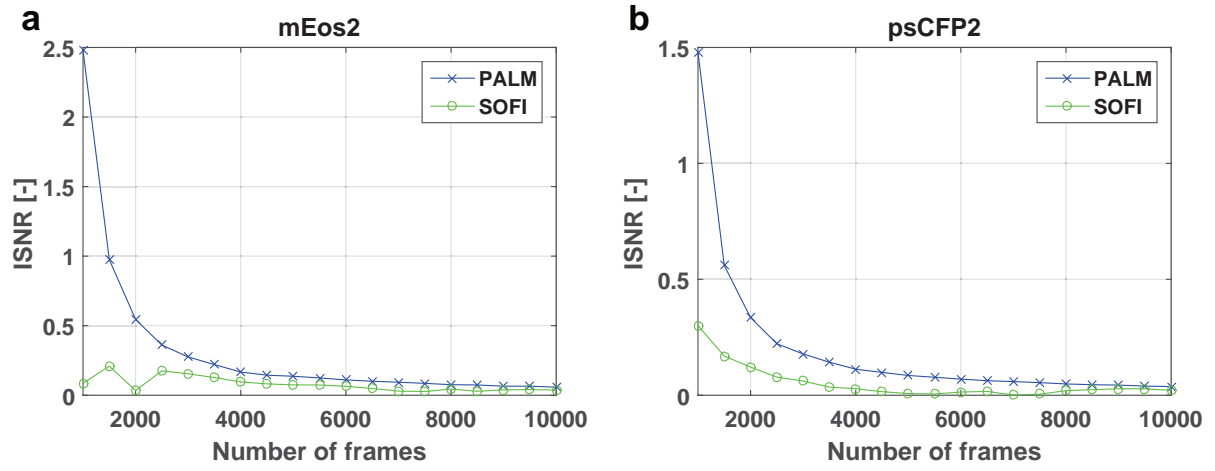 a
mEos2
2.5
2
1.5
1
0.5
0
ISNR [-]
PALM
SOFI
2000 4000 6000 8000 10000
Number of frames
b
psCFP2
1.5
1
0.5
0
ISNR [-]
PALM
SOFI
2000 4000 6000 8000 10000
Number of frames